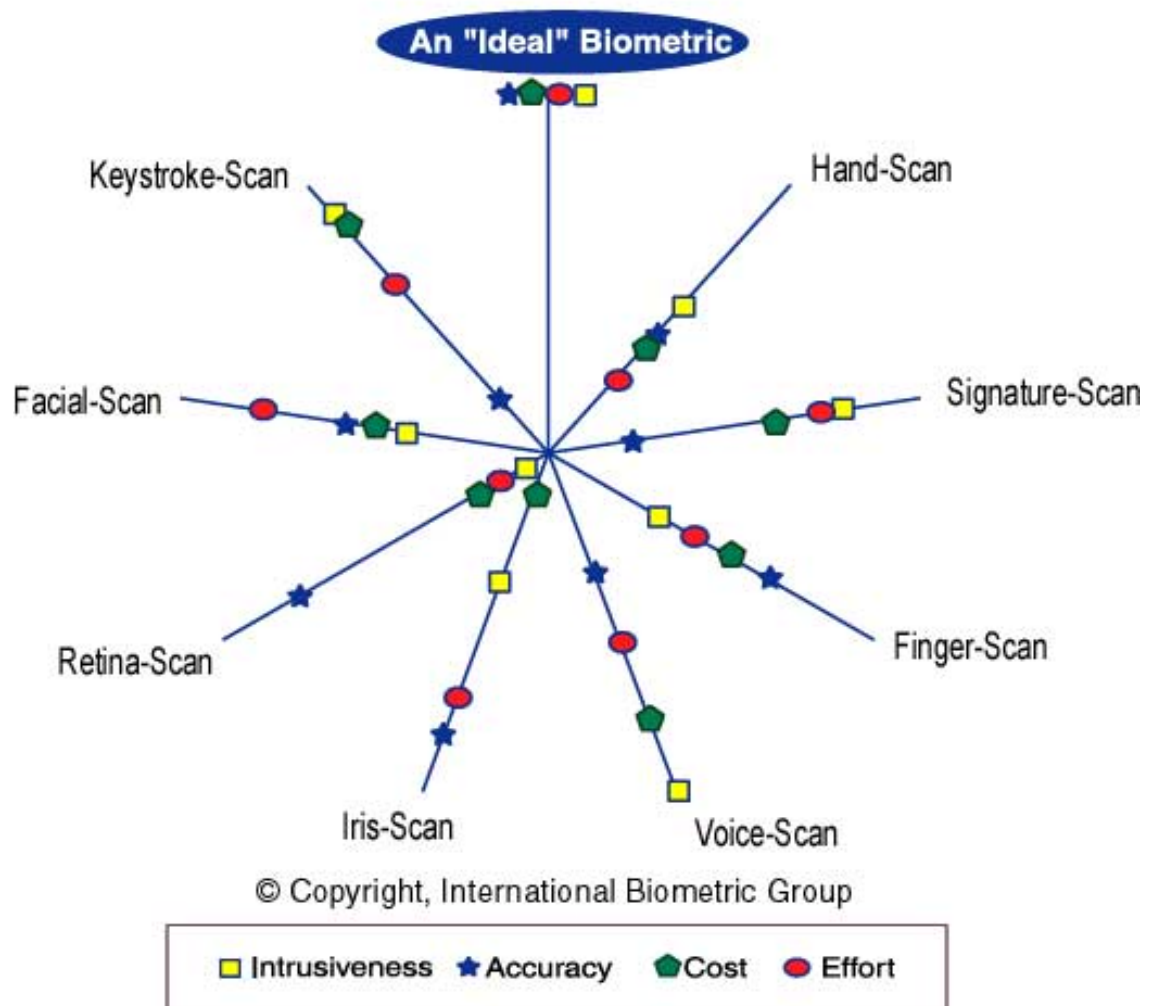 An "Ideal" Biometric
Keystroke-Scan
Hand-Scan
Facial-Scan
Signature-Scan
Retina-Scan
Finger-Scan
Iris-Scan
Voice-Scan
© Copyright, International Biometric Group
Intrusiveness Accuracy Cost Effort